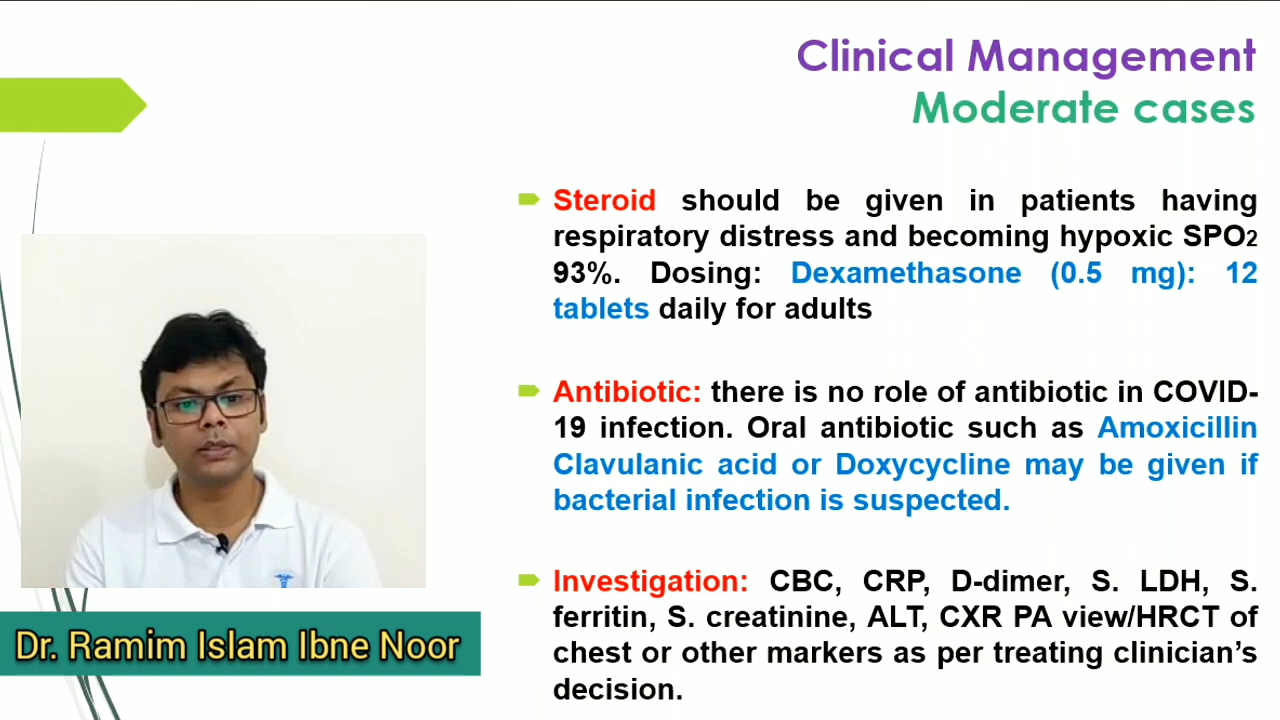 Clinical Management
Moderate cases
Steroid should be given in patients having
respiratory distress and becoming hypoxic SPO2
93%. Dosing: Dexamethasone (0.5 mg): 12
tablets daily for adults
Antibiotic: there is no role of antibiotic in COVID-
19 infection. Oral antibiotic such as Amoxicillin
Clavulanic acid or Doxycycline may be given if
bacterial infection is suspected.
Investigation: CBC, CRP, D-dimer, S. LDH, S.
ferritin, S. creatinine, ALT, CXR PA view/HRCT of
chest or other markers as per treating clinician’s
decision.
Dr. Ramim Islam Ibne Noor